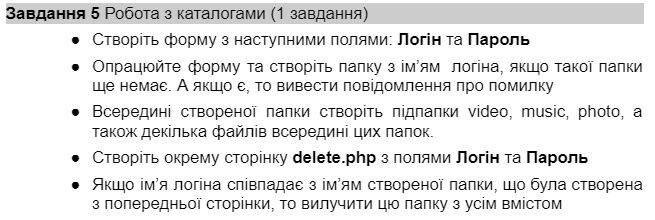 Завдання 5 Робота з каталогами (1 завдання)
● Створіть форму з наступними полями: Логін та Пароль
● Опрацюйте форму та створіть папку з ім’ям логіна, якщо такої папки
ще немає. А якщо є, то вивести повідомлення про помилку
● Всередині створеної папки створіть підпапки video, music, photo, а
також декілька файлів всередині цих папок.
● Створіть окрему сторінку delete.php з полями Логін та Пароль
● Якщо ім’я логіна співпадає з ім’ям створеної папки, що була створена
з попередньої сторінки, то вилучити цю папку з усім вмістом